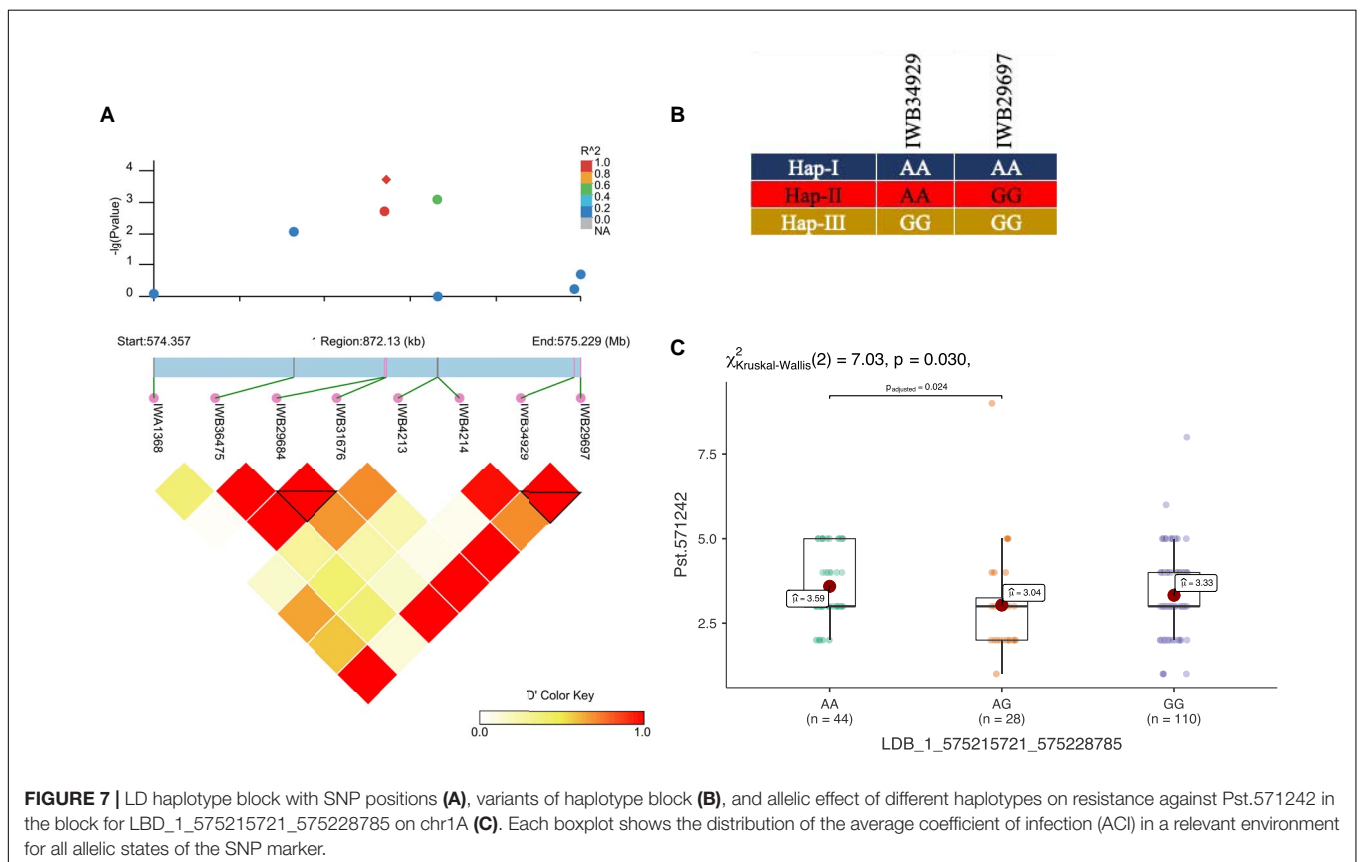 A
-lg(Pvalue)
4
3
2
1
0
R^2
1.0
0.8
0.6
0.4
0.2
0.0
NA
Start:574.357
Region:872.13 (kb)
End:575.229 (Mb)
IWA1368
IWB36475
IWB29684
IWB31676
IWB4213
IWB4214
IWB34929
IWB29697
D' Color Key
0.0
1.0
B
IWB34929
IWB29697
Hap-I AA AA
Hap-II AA GG
Hap-III GG GG
C
χ²Kruskal-Wallis(2) = 7.03, p = 0.030,
padjusted = 0.024
Pst.571242
7.5
5.0
2.5
μ̂ = 3.59
μ̂ = 3.04
μ̂ = 3.33
AA AG GG
(n = 44) (n = 28) (n = 110)
LDB_1_575215721_575228785
FIGURE 7 | LD haplotype block with SNP positions (A), variants of haplotype block (B), and allelic effect of different haplotypes on resistance against Pst.571242 in
the block for LBD_1_575215721_575228785 on chr1A (C). Each boxplot shows the distribution of the average coefficient of infection (ACI) in a relevant environment
for all allelic states of the SNP marker.